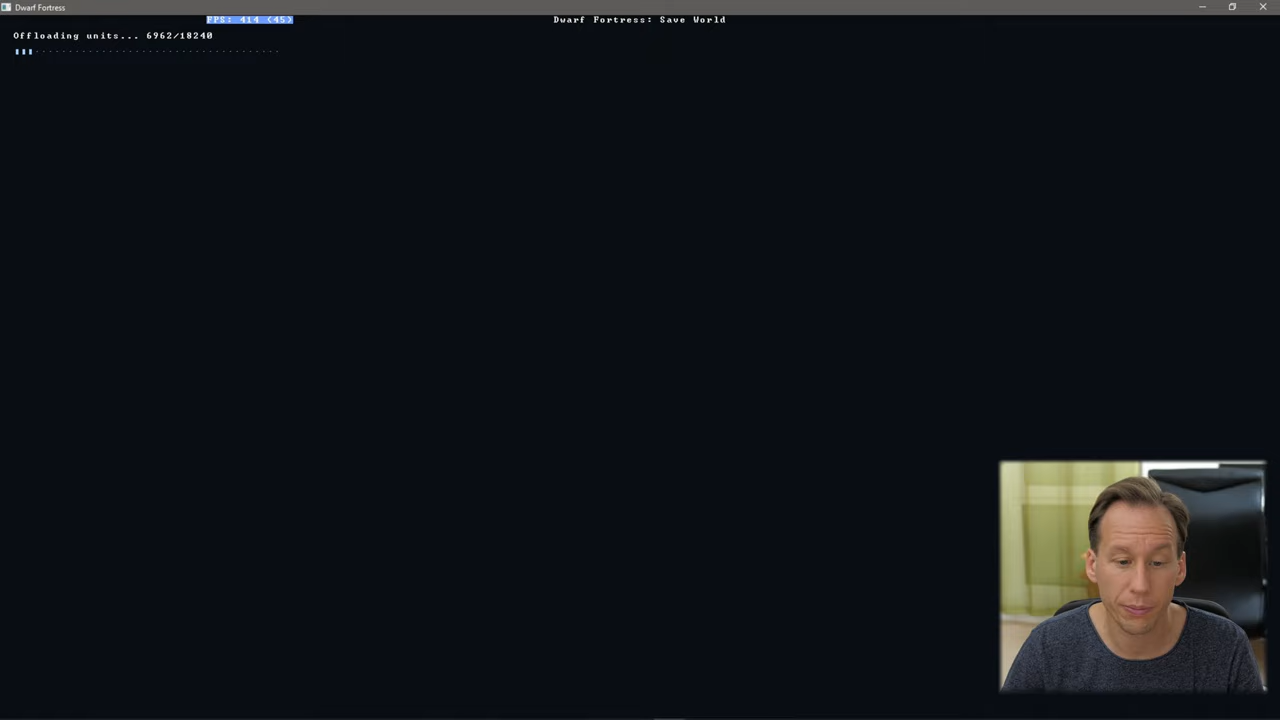 Dwarf Fortress
FPS: 414 (45)
Dwarf Fortress: Save World
Offloading units... 6962/18240